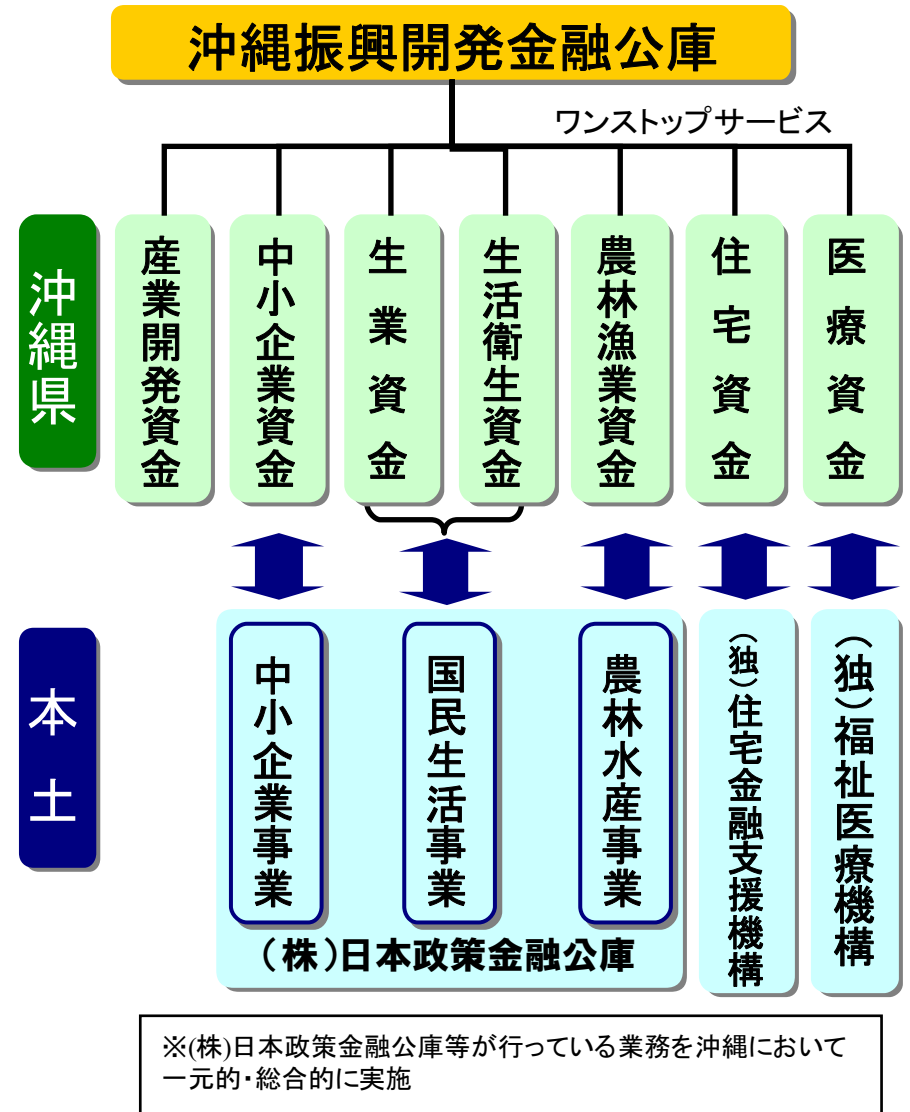 沖縄振興開発金融公庫
ワンストップサービス
沖縄県
産業開発資金
中小企業資金
生業資金
生活衛生資金
農林漁業資金
住宅資金
医療資金
本土
中小企業事業
国民生活事業
農林水産事業
(株)日本政策金融公庫
(独)住宅金融支援機構
(独)福祉医療機構
※(株)日本政策金融公庫等が行っている業務を沖縄において
一元的・総合的に実施